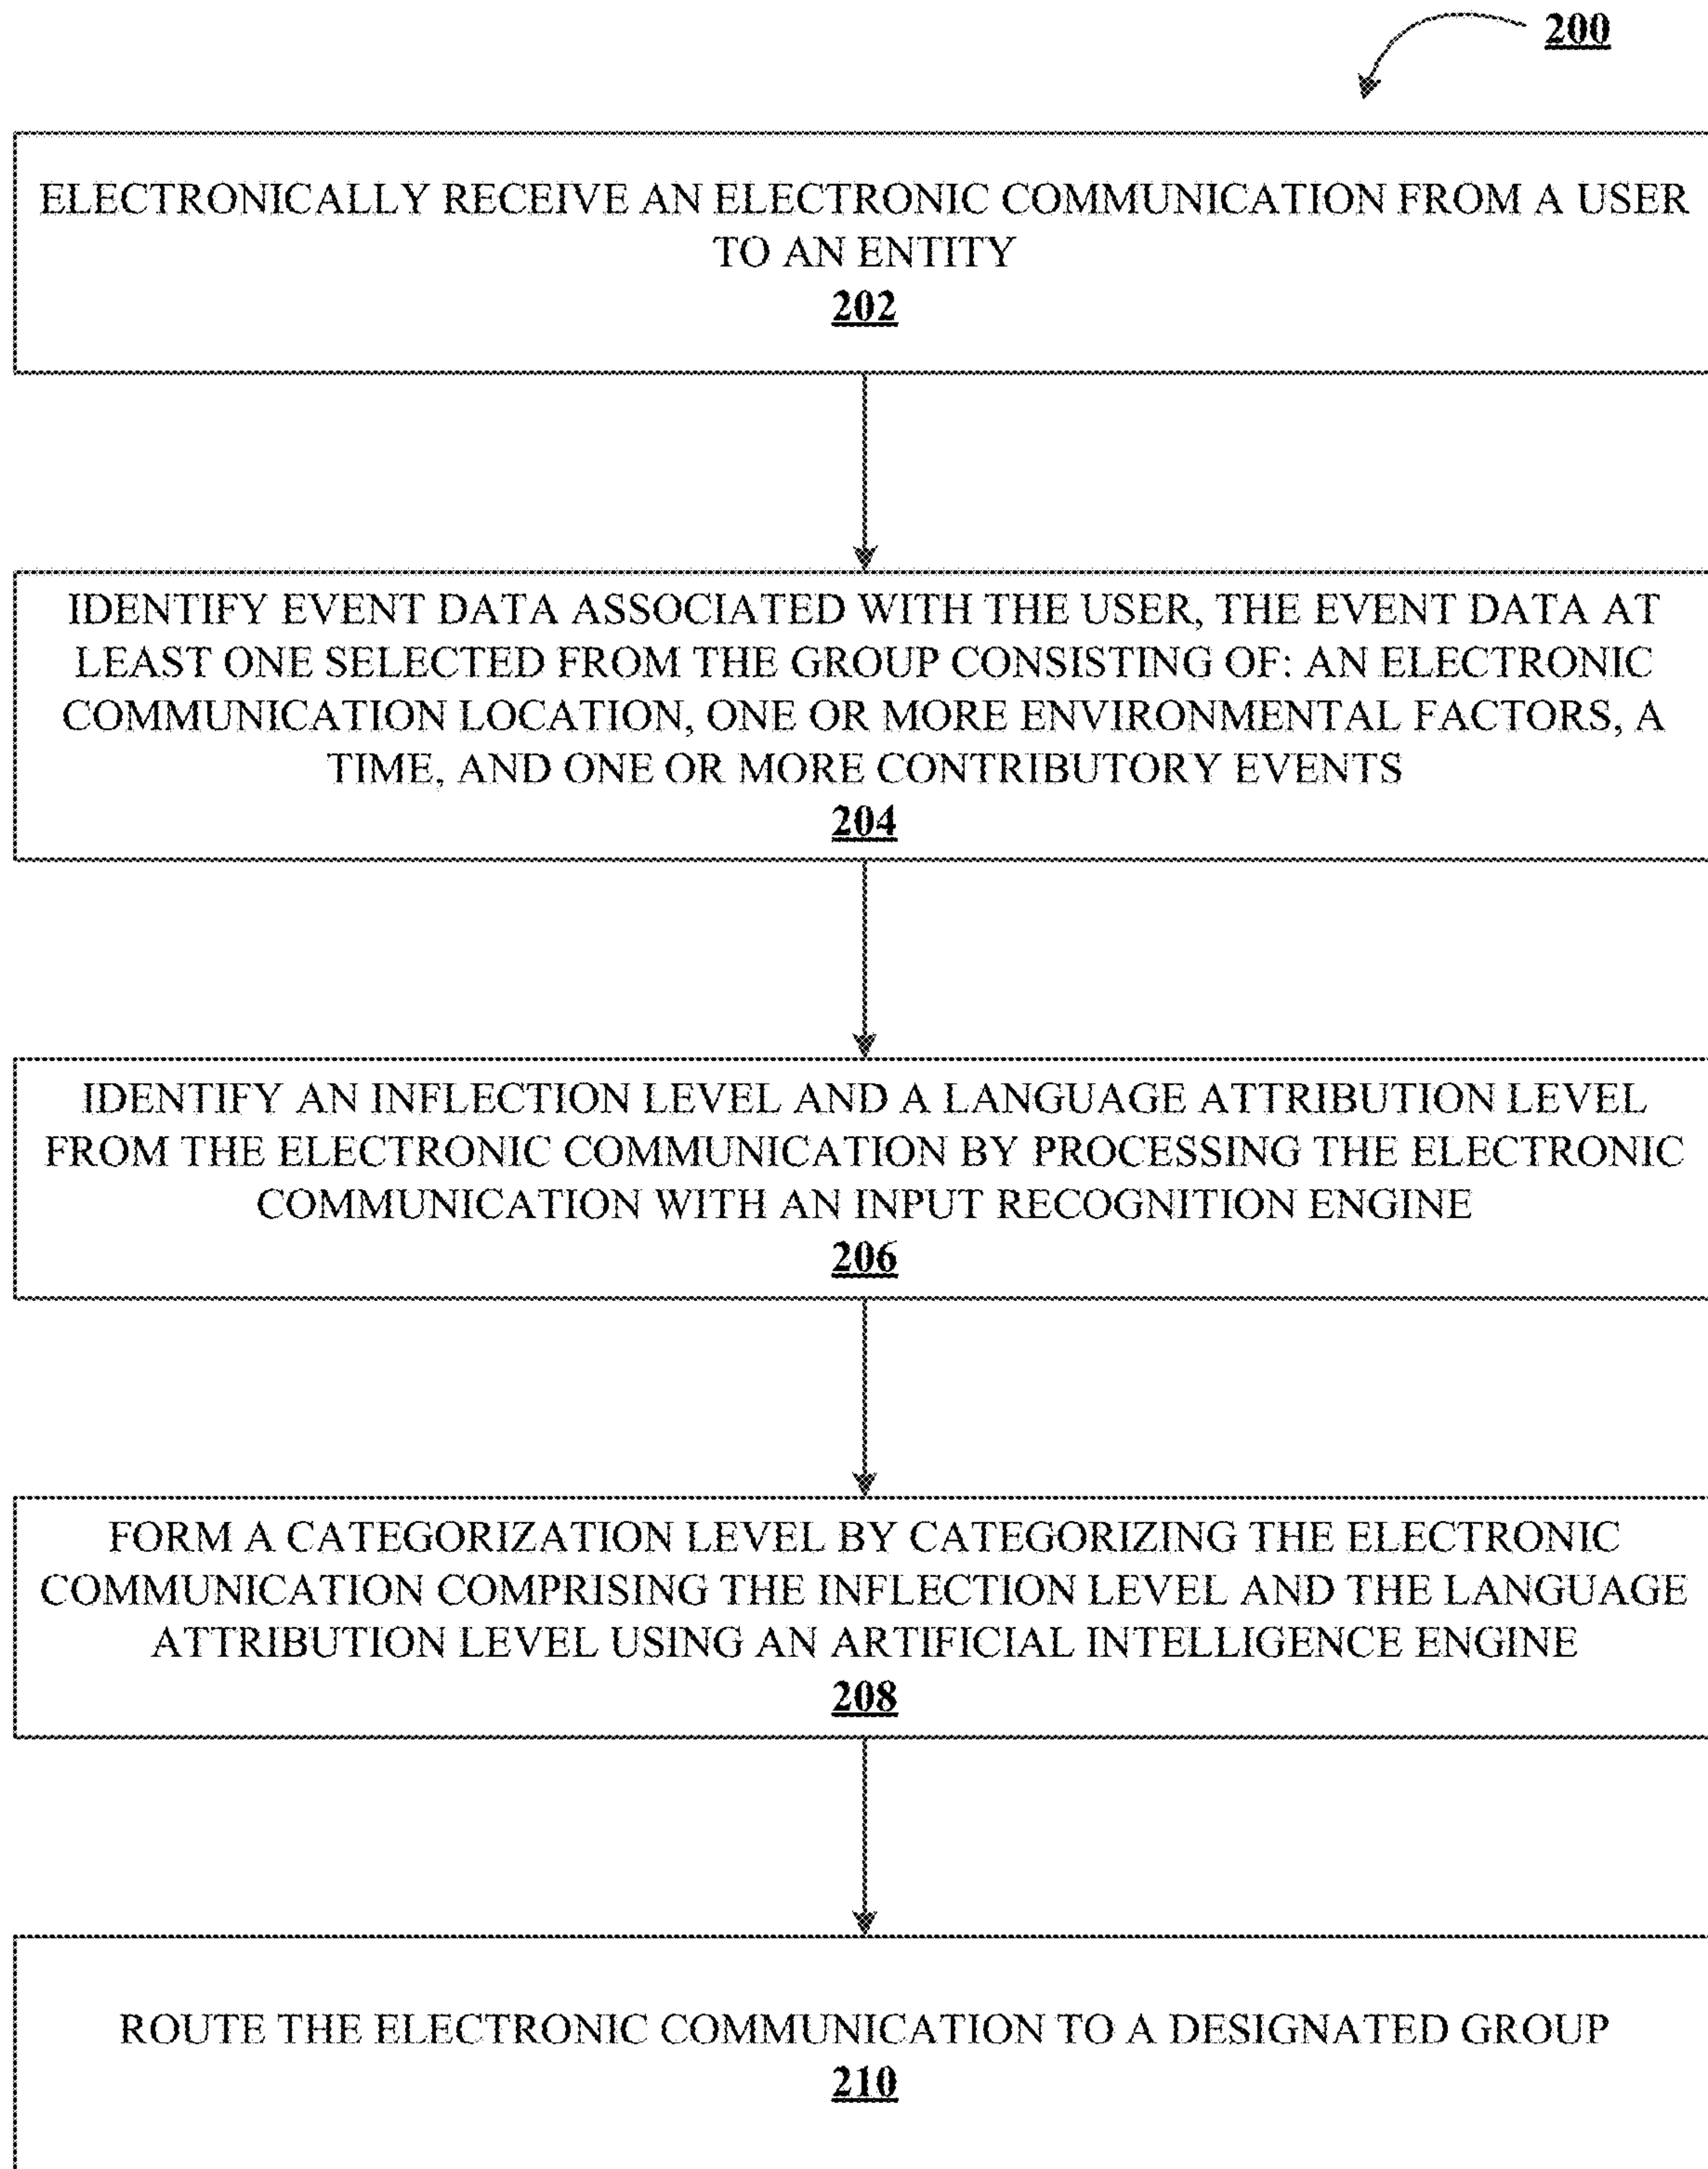 200
ELECTRONICALLY RECEIVE AN ELECTRONIC COMMUNICATION FROM A USER
TO AN ENTITY
202
IDENTIFY EVENT DATA ASSOCIATED WITH THE USER, THE EVENT DATA AT
LEAST ONE SELECTED FROM THE GROUP CONSISTING OF: AN ELECTRONIC
COMMUNICATION LOCATION, ONE OR MORE ENVIRONMENTAL FACTORS, A
TIME, AND ONE OR MORE CONTRIBUTORY EVENTS
204
IDENTIFY AN INFLECTION LEVEL AND A LANGUAGE ATTRIBUTION LEVEL
FROM THE ELECTRONIC COMMUNICATION BY PROCESSING THE ELECTRONIC
COMMUNICATION WITH AN INPUT RECOGNITION ENGINE
206
FORM A CATEGORIZATION LEVEL BY CATEGORIZING THE ELECTRONIC
COMMUNICATION COMPRISING THE INFLECTION LEVEL AND THE LANGUAGE
ATTRIBUTION LEVEL USING AN ARTIFICIAL INTELLIGENCE ENGINE
208
ROUTE THE ELECTRONIC COMMUNICATION TO A DESIGNATED GROUP
210